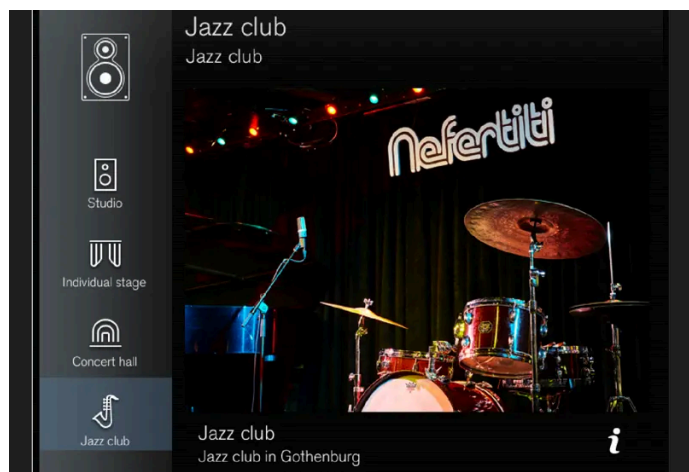 Jazz club
Jazz club
Nefertiti
Studio
Individual stage
Concert hall
Jazz club
Jazz club
Jazz club in Gothenburg
i